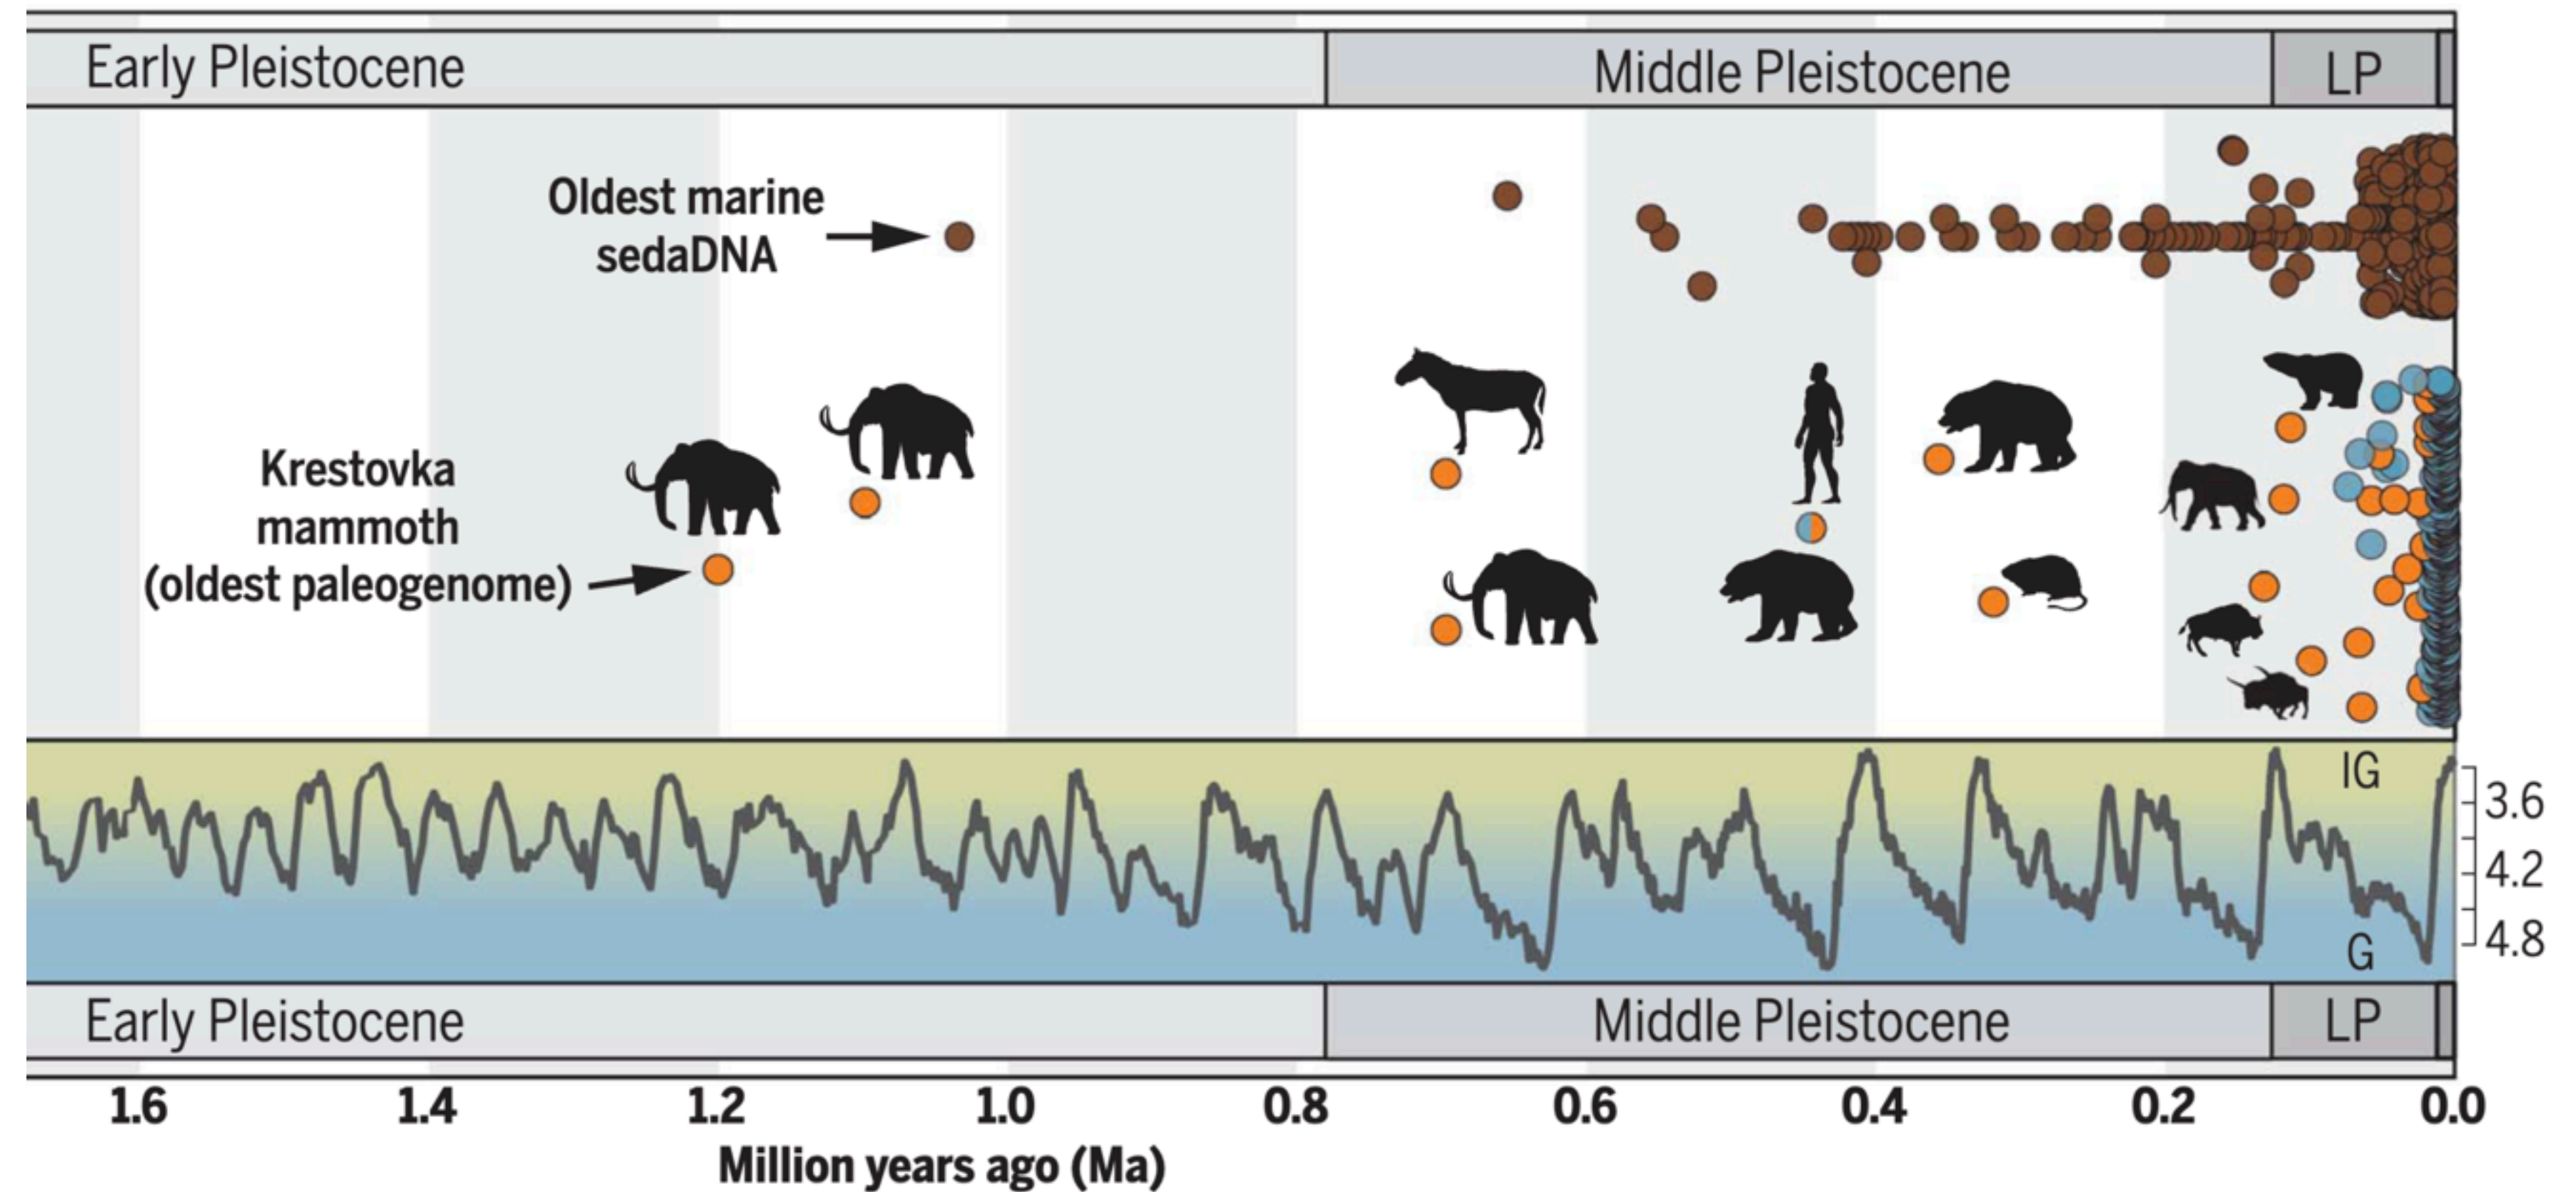 Early Pleistocene Middle Pleistocene LP
Oldest marine
sedaDNA
Krestovka
mammoth
(oldest paleogenome)
IG
3.6
4.2
4.8
G
Early Pleistocene Middle Pleistocene LP
1.6 1.4 1.2 1.0 0.8 0.6 0.4 0.2 0.0
Million years ago (Ma)